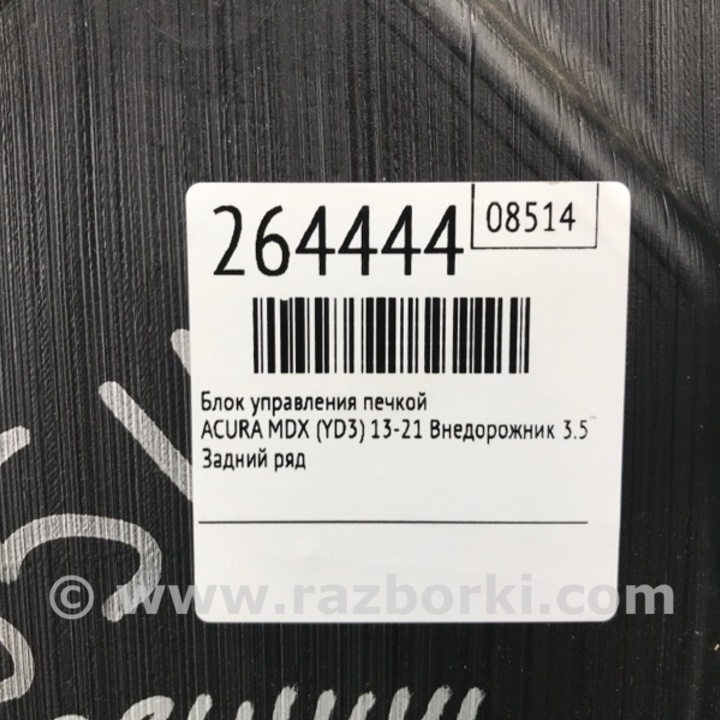 264444
08514
Блок управления печкой
ACURA MDX (YD3) 13-21 Внедорожник 3.5
Задний ряд
© www.razborki.com